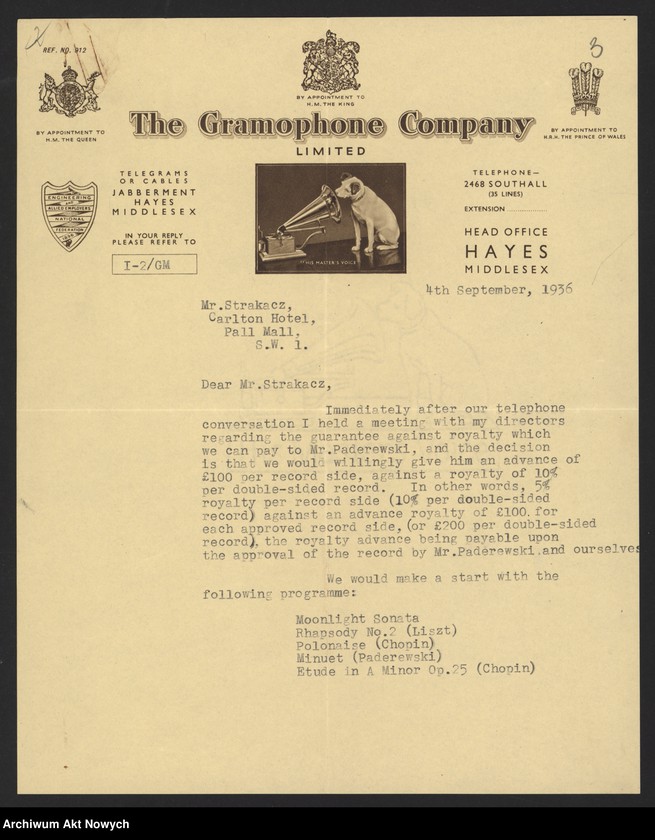 2
REF. NO. 812
3
BY APPOINTMENT TO
H.M. THE KING
BY APPOINTMENT TO
H.M. THE QUEEN
BY APPOINTMENT TO
H.R.H. THE PRINCE OF WALES
The Gramophone Company
LIMITED
TELEGRAMS
OR CABLES
JABBERMENT
HAYES
MIDDLESEX
IN YOUR REPLY
PLEASE REFER TO
I-2/GM
ENGINEERING
AND
ALLIED EMPLOYERS'
NATIONAL
FEDERATION
"HIS MASTER'S VOICE"
TELEPHONE—
2468 SOUTHALL
(35 LINES)
EXTENSION ................
HEAD OFFICE
HAYES
MIDDLESEX
4th September, 1936
Mr.Strakacz,
Carlton Hotel,
Pall Mall,
S.W. 1.
Dear Mr.Strakacz,
Immediately after our telephone
conversation I held a meeting with my directors
regarding the guarantee against royalty which
we can pay to Mr.Paderewski, and the decision
is that we would willingly give him an advance of
£100 per record side, against a royalty of 10%
per double-sided record. In other words, 5%
royalty per record side (10% per double-sided
record) against an advance royalty of £100. for
each approved record side, (or £200 per double-sided
record), the royalty advance being payable upon
the approval of the record by Mr.Paderewski.and ourselves
We would make a start with the
following programme:
Moonlight Sonata
Rhapsody No.2 (Liszt)
Polonaise (Chopin)
Minuet (Paderewski)
Etude in A Minor Op.25 (Chopin)
Archiwum Akt Nowych